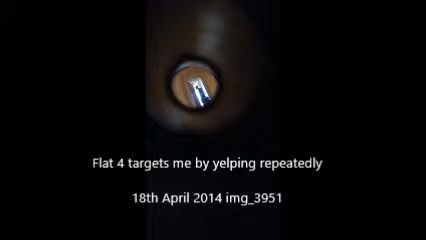 Flat 4 targets me by yelping repeatedly
18th April 2014 img_3951